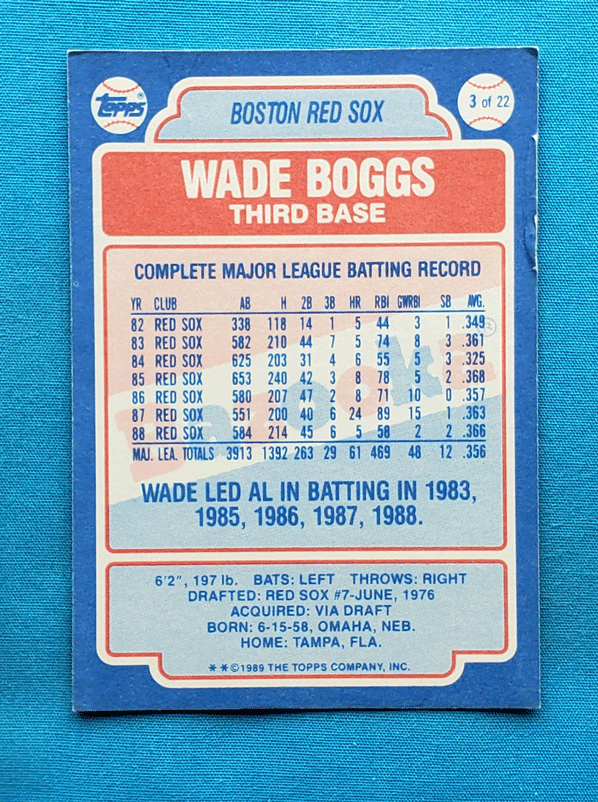 Topps
BOSTON RED SOX
3 of 22
WADE BOGGS
THIRD BASE
COMPLETE MAJOR LEAGUE BATTING RECORD
YR CLUB AB H 2B 3B HR RBI GWRBI SB AVG.
82 RED SOX 338 118 14 1 5 44 3 1 .349
83 RED SOX 582 210 44 7 5 74 8 3 .361
84 RED SOX 625 203 31 4 6 55 5 3 .325
85 RED SOX 653 240 42 3 8 78 5 2 .368
86 RED SOX 580 207 47 2 8 71 10 0 .357
87 RED SOX 551 200 40 6 24 89 15 1 .363
88 RED SOX 584 214 45 6 5 58 2 2 .366
MAJ. LEA. TOTALS 3913 1392 263 29 61 469 48 12 .356
Bazooka®
WADE LED AL IN BATTING IN 1983,
1985, 1986, 1987, 1988.
6'2", 197 lb. BATS: LEFT THROWS: RIGHT
DRAFTED: RED SOX #7-JUNE, 1976
ACQUIRED: VIA DRAFT
BORN: 6-15-58, OMAHA, NEB.
HOME: TAMPA, FLA.
**©1989 THE TOPPS COMPANY, INC.